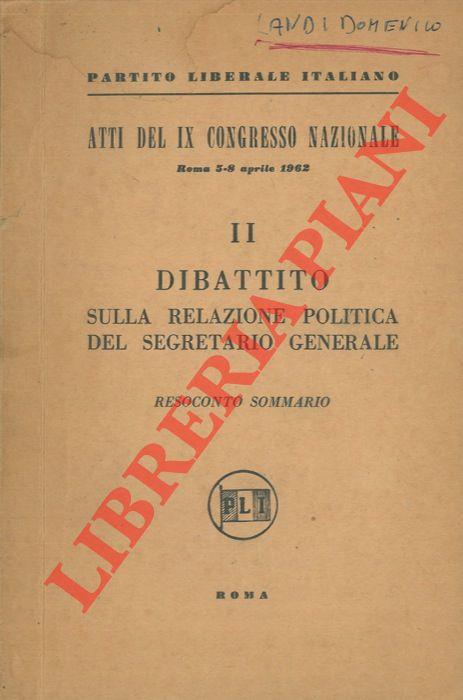 LANDI DOMENICO
PARTITO LIBERALE ITALIANO
ATTI DEL IX CONGRESSO NAZIONALE
Roma 5-8 aprile 1962
II
DIBATTITO
SULLA RELAZIONE POLITICA
DEL SEGRETARIO GENERALE
RESOCONTO SOMMARIO
PLI
ROMA
LIBRERIA PIANI